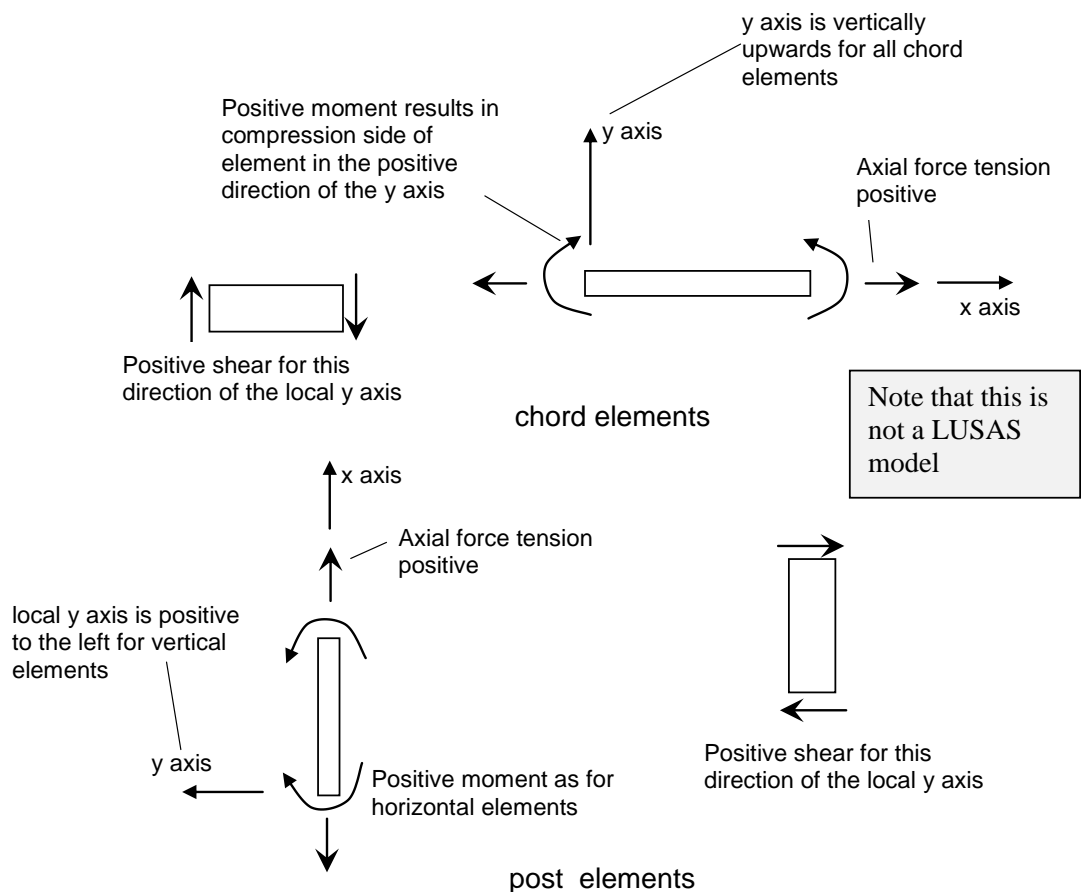 y axis is vertically
upwards for all chord
elements
Positive moment results in
compression side of
element in the positive
direction of the y axis
y axis
Axial force tension
positive
x axis
Positive shear for this
direction of the local y axis
chord elements
Note that this is
not a LUSAS
model
x axis
Axial force tension
positive
local y axis is positive
to the left for vertical
elements
y axis
Positive moment as for
horizontal elements
Positive shear for this
direction of the local y axis
post elements